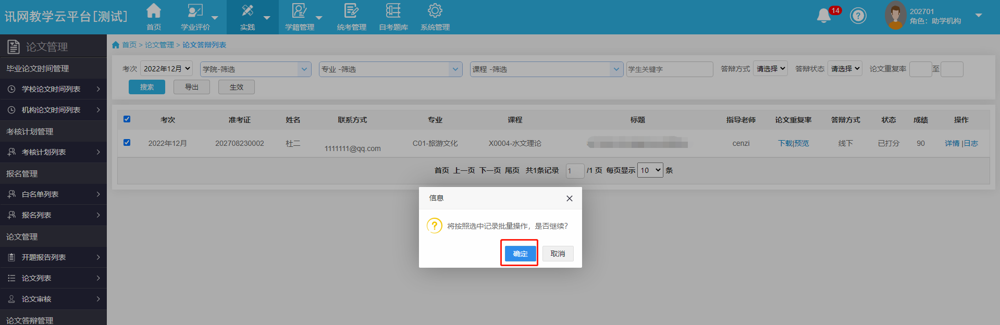 讯网教学云平台[测试]
首页
学业评价
实践
学籍管理
统考管理
自考题库
系统管理
14
202701
角色：助学机构
论文管理
毕业论文时间管理
学校论文时间列表
机构论文时间列表
考核计划管理
考核计划列表
报名管理
白名单列表
报名列表
论文管理
开题报告列表
论文列表
论文审核
论文答辩管理
首页 > 论文管理 > 论文答辩列表
考次 2022年12月 学院-筛选 专业 -筛选 课程 -筛选 学生关键字 答辩方式 请选择 答辩状态 请选择 论文重复率 至
搜索 导出 生效
考次 准考证 姓名 联系方式 专业 课程 标题 指导老师 论文重复率 答辩方式 状态 成绩 操作
2022年12月 202708230002 杜二 1111111@qq.com C01-旅游文化 X0004-水文理论 cenzi 下载|预览 线下 已打分 90 详情 |日志
首页 上一页 下一页 尾页 共1条记录 1 /1 页 每页显示 10 条
信息
?
将按照选中记录批量操作，是否继续?
确定 取消